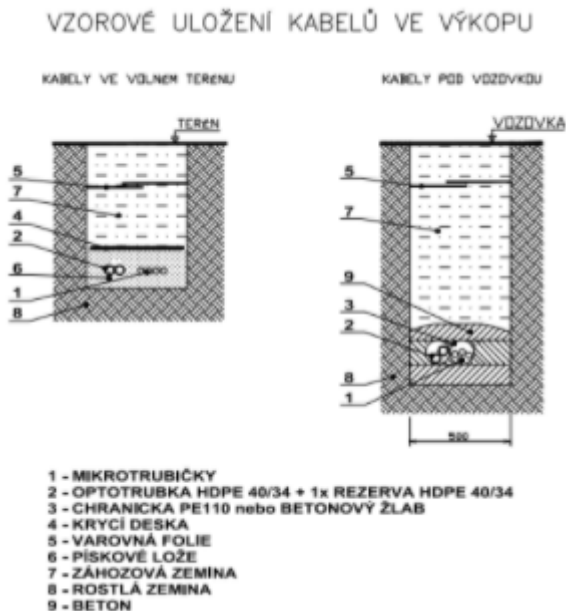 VZOROVÉ ULOŽENÍ KABELŮ VE VÝKOPU
KABELY VE VOLNÉM TERÉNU
KABELY POD VOZOVKOU
TERÉN
VOZOVKA
5
7
4
2
6
1
8
5
7
9
3
2
8
1
500
1 - MIKROTRUBIČKY
2 - OPTOTRUBKA HDPE 40/34 + 1x REZERVA HDPE 40/34
3 - CHRANICKA PE110 nebo BETONOVÝ ŽLAB
4 - KRYCÍ DESKA
5 - VAROVNÁ FOLIE
6 - PÍSKOVÉ LOŽE
7 - ZÁHOZOVÁ ZEMINA
8 - ROSTLÁ ZEMINA
9 - BETON